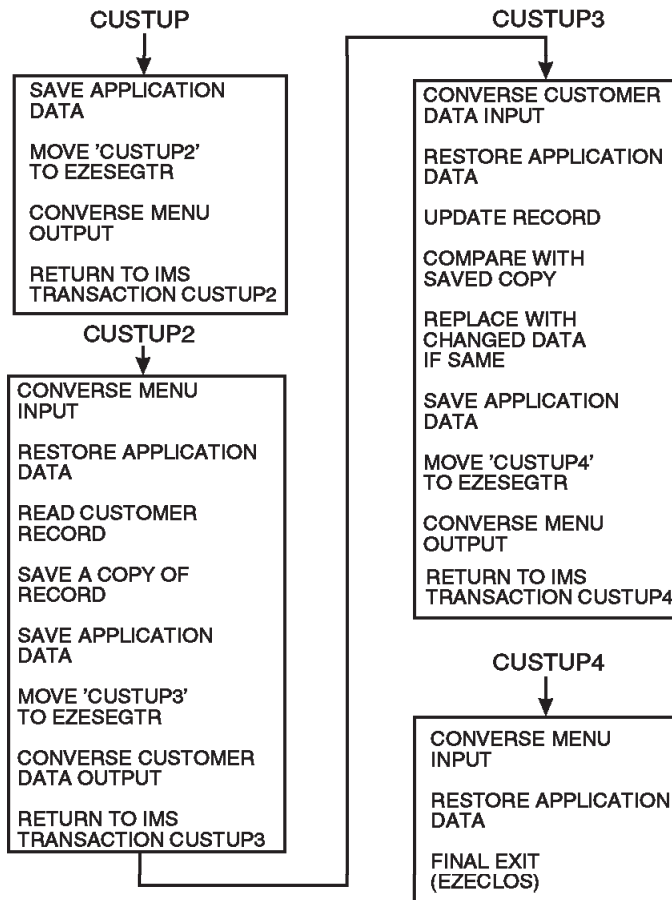 CUSTUP
SAVE APPLICATION
DATA
MOVE 'CUSTUP2'
TO EZESEGTR
CONVERSE MENU
OUTPUT
RETURN TO IMS
TRANSACTION CUSTUP2
CUSTUP2
CONVERSE MENU
INPUT
RESTORE APPLICATION
DATA
READ CUSTOMER
RECORD
SAVE A COPY OF
RECORD
SAVE APPLICATION
DATA
MOVE 'CUSTUP3'
TO EZESEGTR
CONVERSE CUSTOMER
DATA OUTPUT
RETURN TO IMS
TRANSACTION CUSTUP3
CUSTUP3
CONVERSE CUSTOMER
DATA INPUT
RESTORE APPLICATION
DATA
UPDATE RECORD
COMPARE WITH
SAVED COPY
REPLACE WITH
CHANGED DATA
IF SAME
SAVE APPLICATION
DATA
MOVE 'CUSTUP4'
TO EZESEGTR
CONVERSE MENU
OUTPUT
RETURN TO IMS
TRANSACTION CUSTUP4
CUSTUP4
CONVERSE MENU
INPUT
RESTORE APPLICATION
DATA
FINAL EXIT
(EZECLOS)